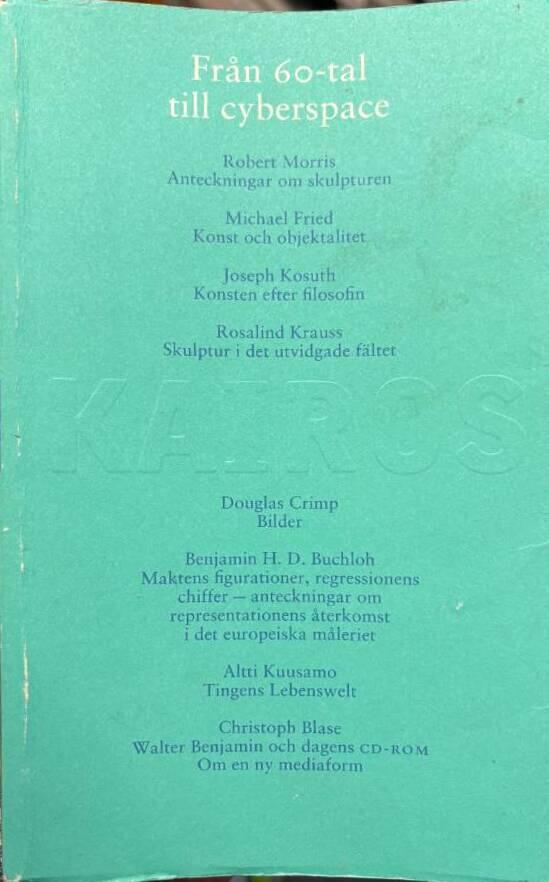 Från 60-tal
till cyberspace
Robert Morris
Anteckningar om skulpturen
Michael Fried
Konst och objektalitet
Joseph Kosuth
Konsten efter filosofin
Rosalind Krauss
Skulptur i det utvidgade fältet
KAIROS
Douglas Crimp
Bilder
Benjamin H. D. Buchloh
Maktens figurationer, regressionens
chiffer – anteckningar om
representationens återkomst
i det europeiska måleriet
Altti Kuusamo
Tingens Lebenswelt
Christoph Blase
Walter Benjamin och dagens CD-ROM
Om en ny mediaform